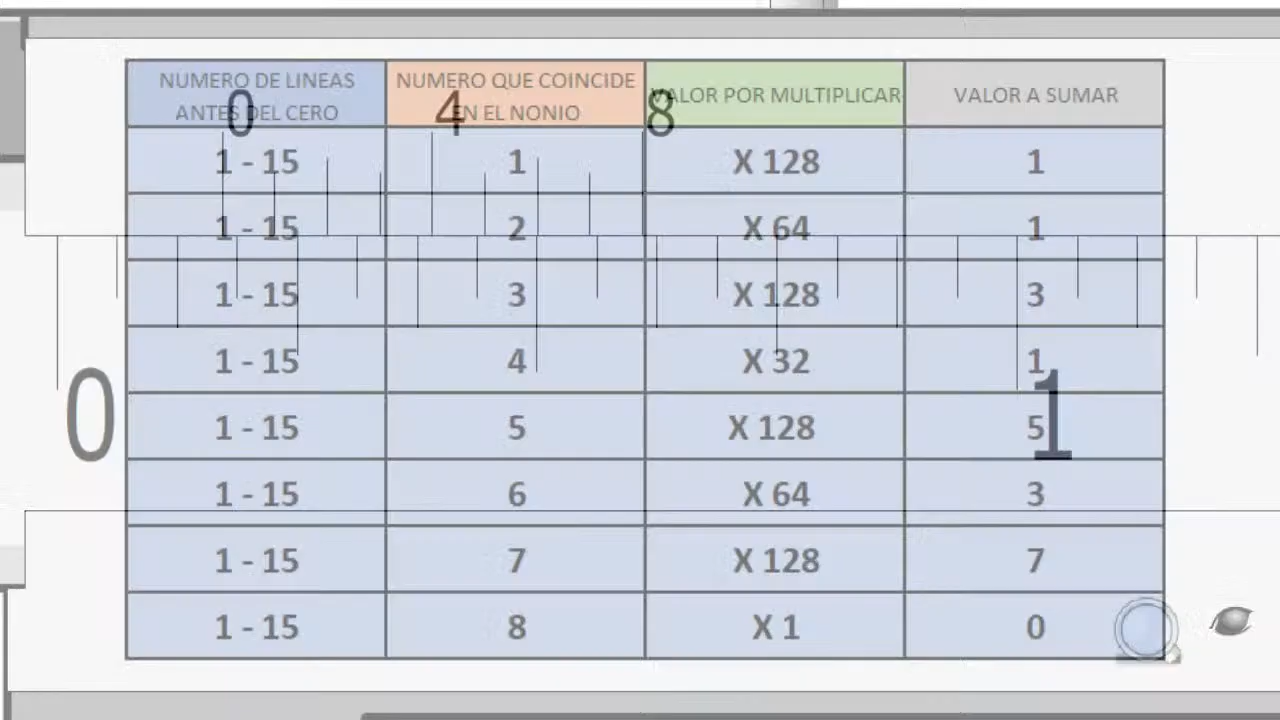 NUMERO DE LINEAS ANTES DEL CERO
NUMERO QUE COINCIDE EN EL NONIO
VALOR POR MULTIPLICAR
VALOR A SUMAR
0 4 8
1 - 15 1 X 128 1
1 - 15 2 X 64 1
1 - 15 3 X 128 3
1 - 15 4 X 32 1
1 - 15 5 X 128 5
0 1
1 - 15 6 X 64 3
1 - 15 7 X 128 7
1 - 15 8 X 1 0